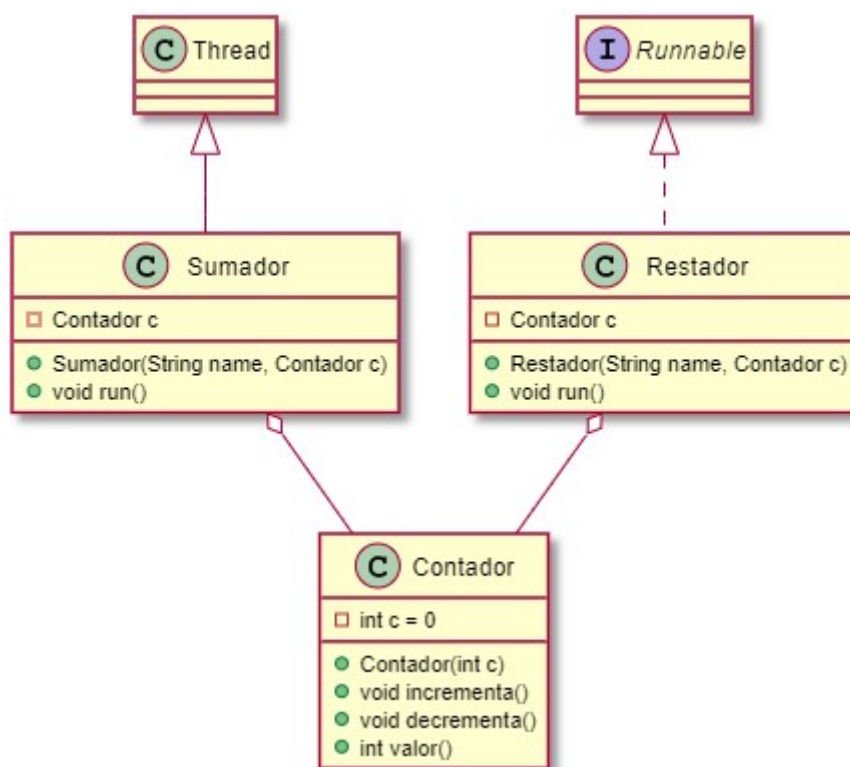 C Thread
I Runnable
C Sumador
Contador c
Sumador(String name, Contador c)
void run()
C Restador
Contador c
Restador(String name, Contador c)
void run()
C Contador
int c = 0
Contador(int c)
void incrementa()
void decrementa()
int valor()